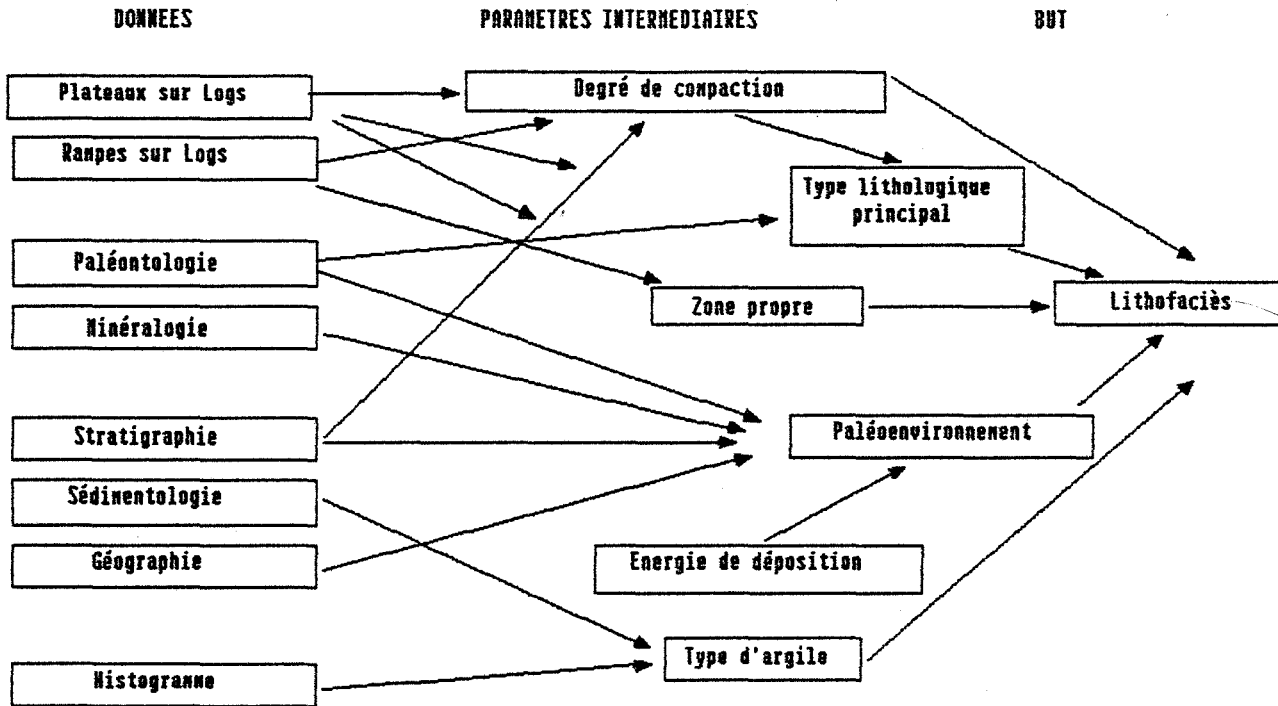 DONNEES PARAMETRES INTERMEDIAIRES BUT
Plateaux sur Logs
Degré de compaction
Rampes sur Logs
Type lithologique
principal
Paléontologie
Zone propre
Lithofaciès
Minéralogie
Stratigraphie
Paléoenvironnement
Sédimentologie
Géographie
Energie de déposition
Type d'argile
Histogramme